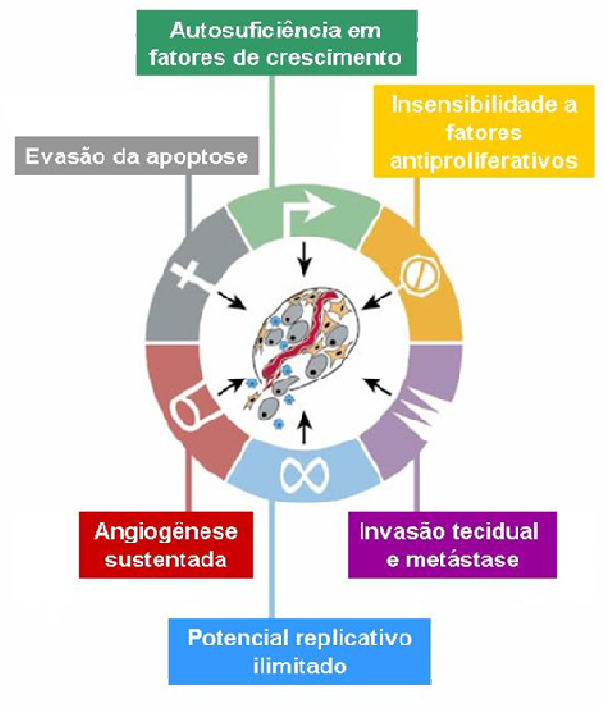 Autosuficiência em
fatores de crescimento
Insensibilidade a
fatores
antiproliferativos
Evasão da apoptose
Angiogênese
sustentada
Invasão tecidual
e metástase
Potencial replicativo
ilimitado